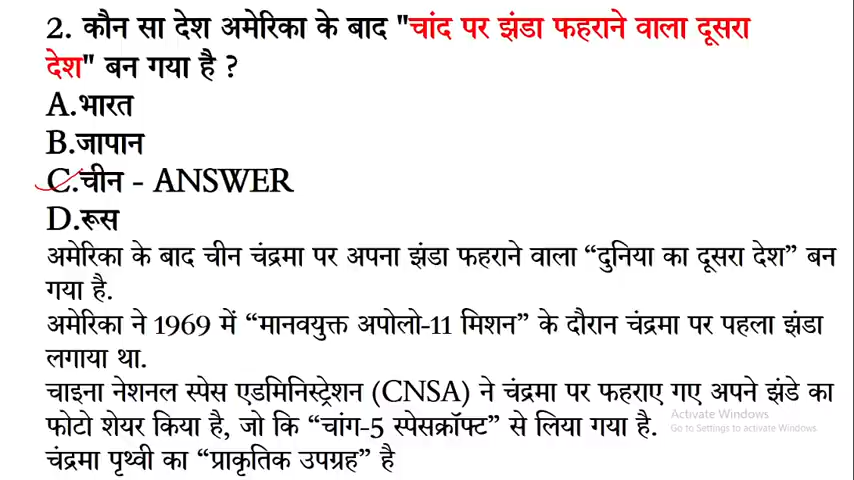 2. कौन सा देश अमेरिका के बाद "चांद पर झंडा फहराने वाला दूसरा
देश" बन गया है ?
A.भारत
B.जापान
C.चीन - ANSWER
D.रूस
अमेरिका के बाद चीन चंद्रमा पर अपना झंडा फहराने वाला “दुनिया का दूसरा देश” बन
गया है.
अमेरिका ने 1969 में “मानवयुक्त अपोलो-11 मिशन” के दौरान चंद्रमा पर पहला झंडा
लगाया था.
चाइना नेशनल स्पेस एडमिनिस्ट्रेशन (CNSA) ने चंद्रमा पर फहराए गए अपने झंडे का
फोटो शेयर किया है, जो कि “चांग-5 स्पेसक्रॉफ्ट” से लिया गया है.
चंद्रमा पृथ्वी का “प्राकृतिक उपग्रह” है
Activate Windows
Go to Settings to activate Windows.